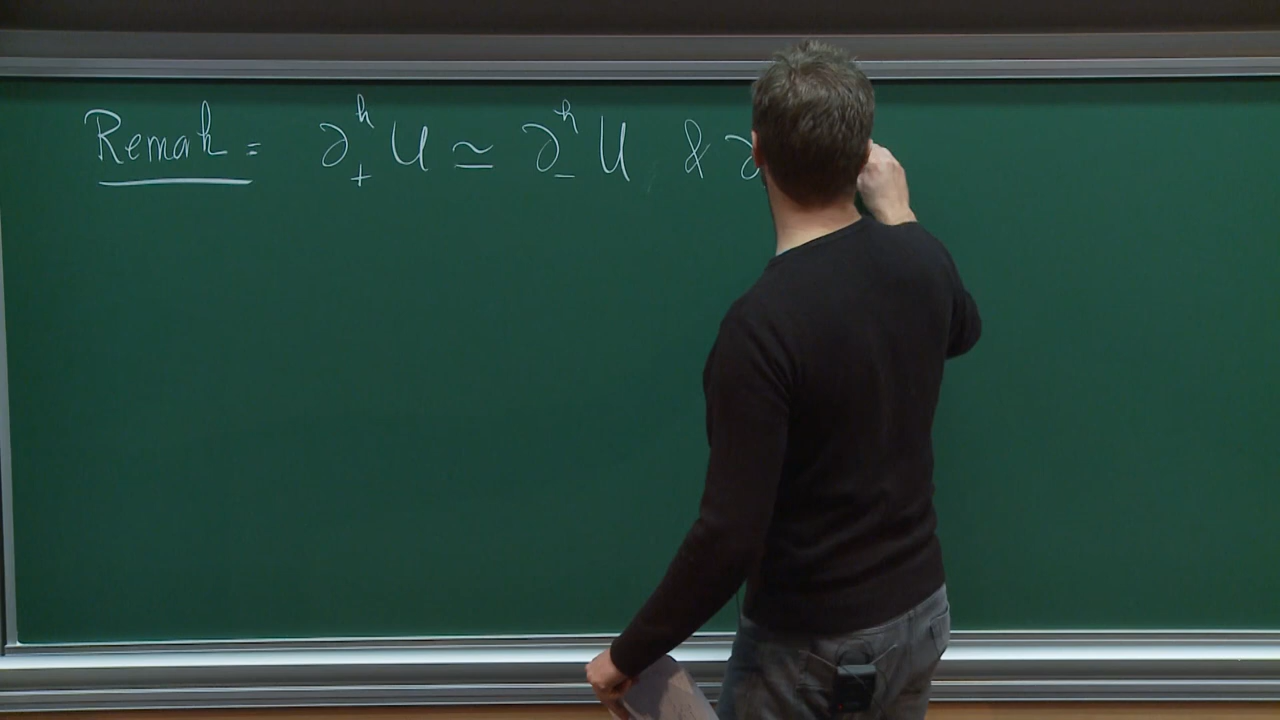 Remark = ∂₊ʰ U ≃ ∂₋ʰ U & ∂